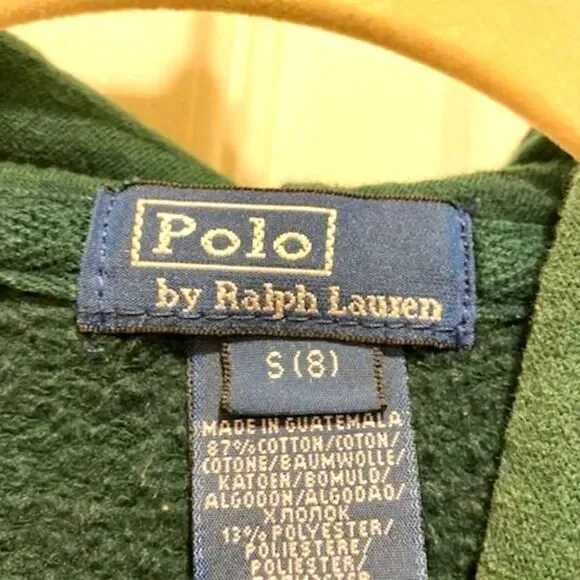 Polo
by Ralph Lauren
S (8)
MADE IN GUATEMALA
87% COTTON/COTON/
COTONE/BAUMWOLLE/
KATOEN/BOMULD/
ALGODON/ALGODAO/
ХЛОПОК
13% POLYESTER/
POLIESTERE/
POLIESTER/